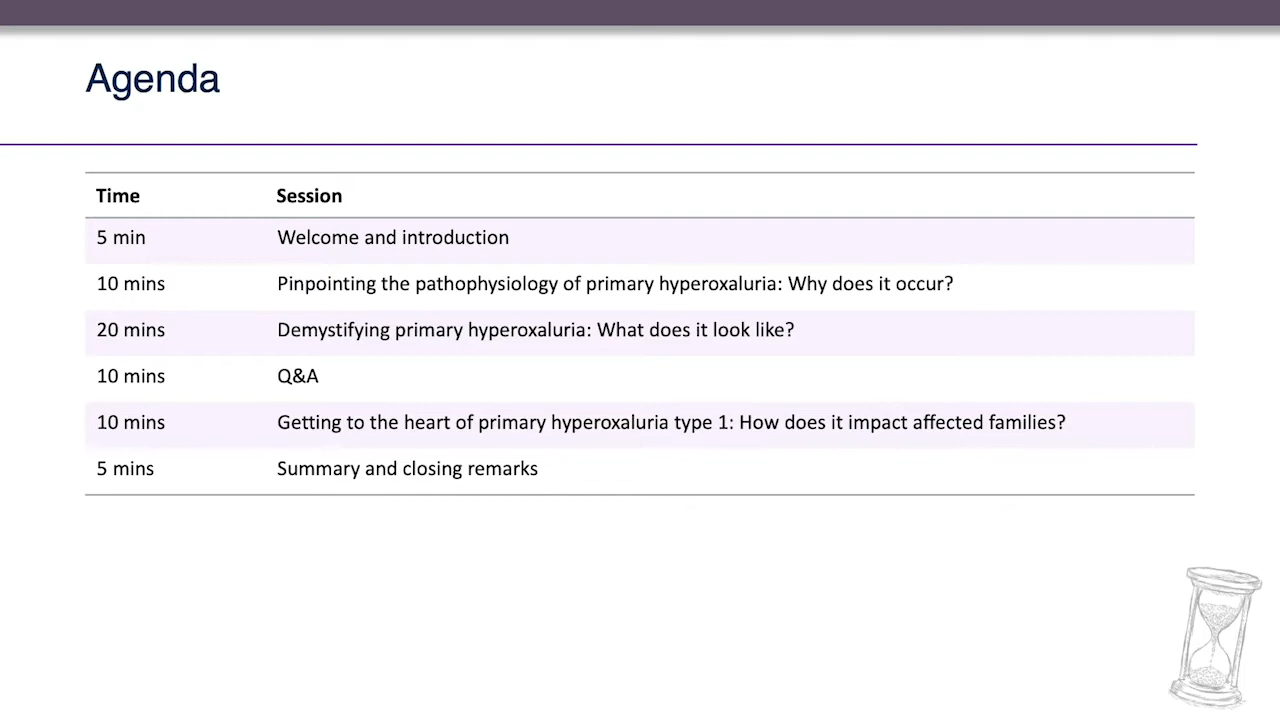 Agenda
Time Session
5 min Welcome and introduction
10 mins Pinpointing the pathophysiology of primary hyperoxaluria: Why does it occur?
20 mins Demystifying primary hyperoxaluria: What does it look like?
10 mins Q&A
10 mins Getting to the heart of primary hyperoxaluria type 1: How does it impact affected families?
5 mins Summary and closing remarks